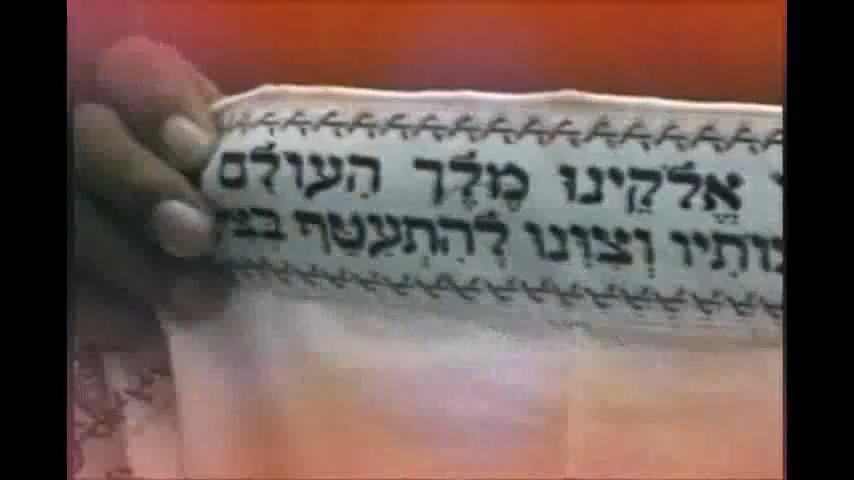 אֱלֹקֵינוּ מֶלֶךְ הָעוֹלָם
וְצִוָּנוּ לְהִתְעַטֵּף